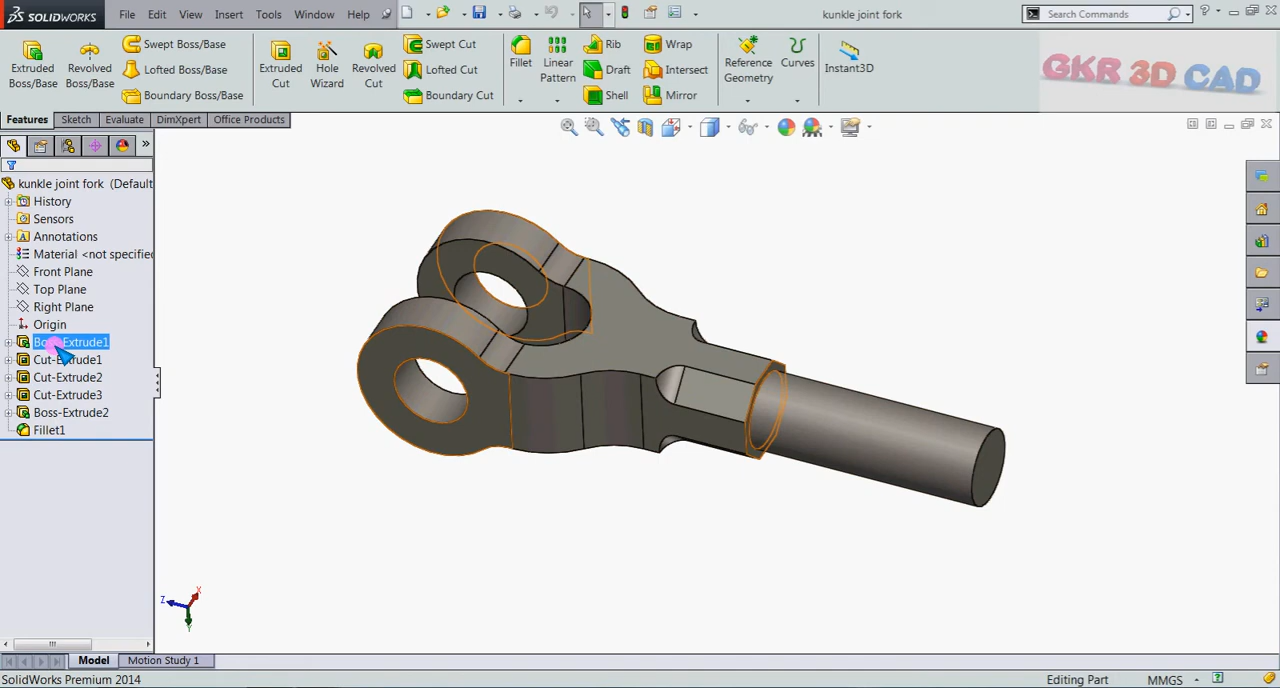 SOLIDWORKS File Edit View Insert Tools Window Help kunkle joint fork Search Commands
Extruded Boss/Base
Revolved Boss/Base
Swept Boss/Base
Lofted Boss/Base
Boundary Boss/Base
Extruded Cut
Hole Wizard
Revolved Cut
Swept Cut
Lofted Cut
Boundary Cut
Fillet
Linear Pattern
Rib
Draft
Shell
Wrap
Intersect
Mirror
Reference Geometry
Curves
Instant3D
GKR 3D CAD
Features Sketch Evaluate DimXpert Office Products
kunkle joint fork (Default
History
Sensors
Annotations
Material <not specified
Front Plane
Top Plane
Right Plane
Origin
Boss-Extrude1
Cut-Extrude1
Cut-Extrude2
Cut-Extrude3
Boss-Extrude2
Fillet1
Z X Y
Model Motion Study 1
SolidWorks Premium 2014 Editing Part MMGS